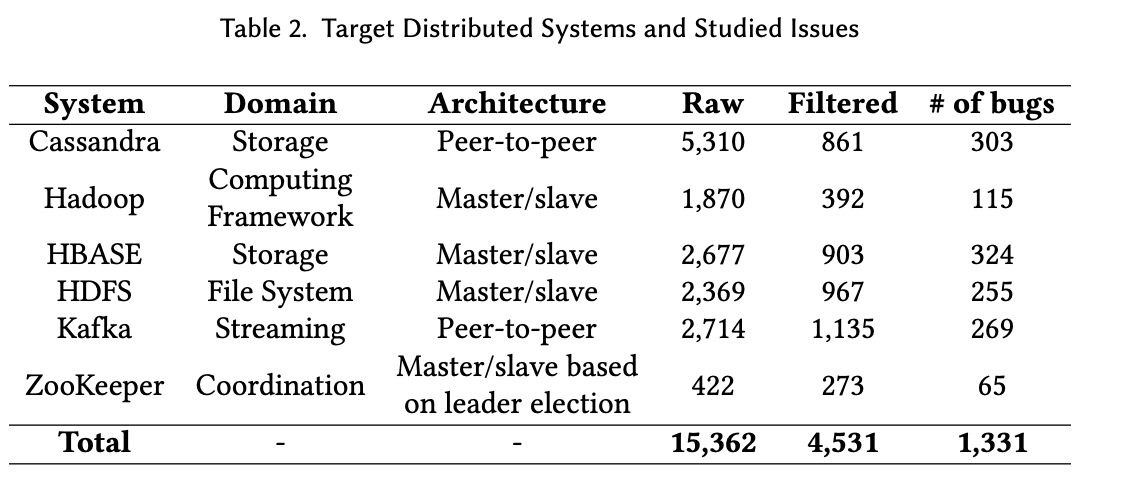 Table 2. Target Distributed Systems and Studied Issues
System Domain Architecture Raw Filtered # of bugs
Cassandra Storage Peer-to-peer 5,310 861 303
Hadoop Computing Framework Master/slave 1,870 392 115
HBASE Storage Master/slave 2,677 903 324
HDFS File System Master/slave 2,369 967 255
Kafka Streaming Peer-to-peer 2,714 1,135 269
ZooKeeper Coordination Master/slave based on leader election 422 273 65
Total - - 15,362 4,531 1,331